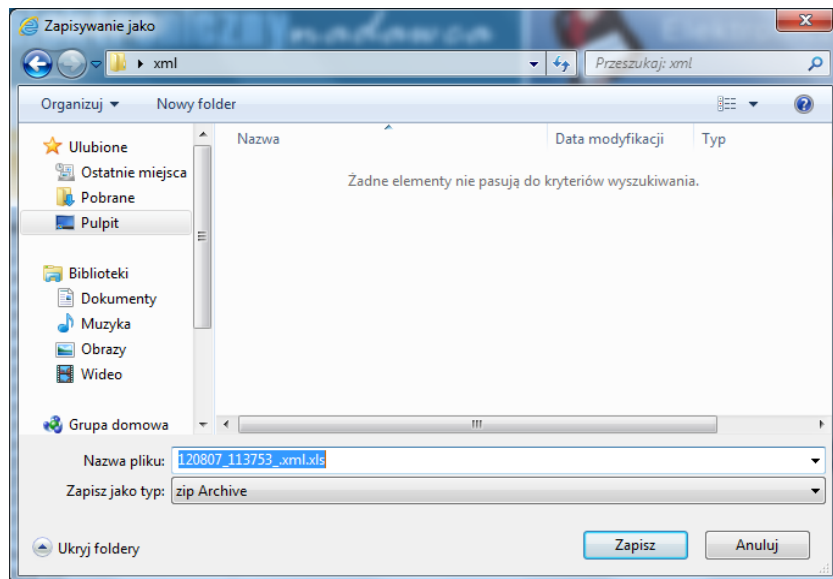 Zapisywanie jako
nadawca
xml
Przeszukaj: xml
Organizuj
Nowy folder
Nazwa
Data modyfikacji
Typ
Żadne elementy nie pasują do kryteriów wyszukiwania.
Ulubione
Ostatnie miejsca
Pobrane
Pulpit
Biblioteki
Dokumenty
Muzyka
Obrazy
Wideo
Grupa domowa
Nazwa pliku: 120807_113753_.xml.xls
Zapisz jako typ: zip Archive
Ukryj foldery
Zapisz
Anuluj